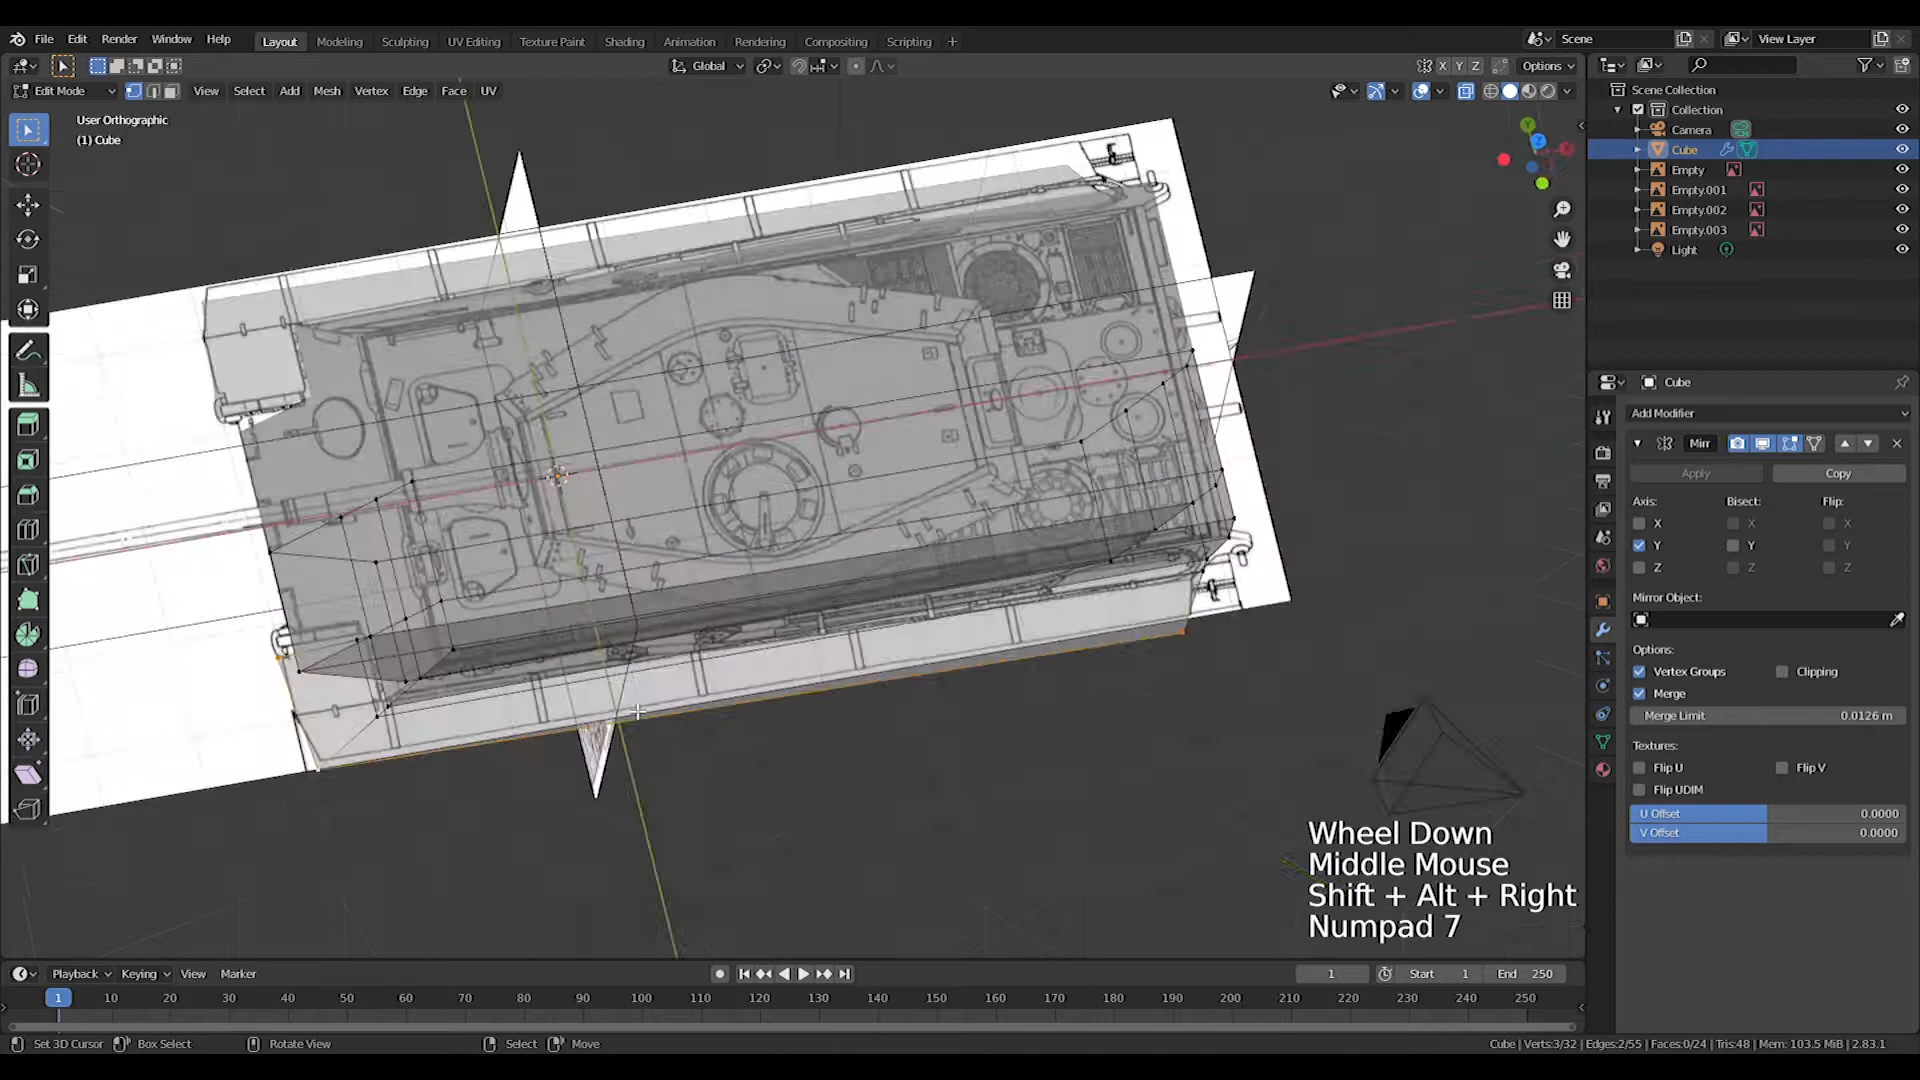 File Edit Render Window Help Layout Modeling Sculpting UV Editing Texture Paint Shading Animation Rendering Compositing Scripting + Scene View Layer
Global X Y Z Options
Edit Mode View Select Add Mesh Vertex Edge Face UV
User Orthographic
(1) Cube
Scene Collection
Collection
Camera
Cube
Empty
Empty.001
Empty.002
Empty.003
Light
Cube
Add Modifier
Mirr
Apply Copy
Axis: Bisect: Flip:
X X X
Y Y Y
Z Z Z
Mirror Object:
Options:
Vertex Groups Clipping
Merge
Merge Limit 0.0126 m
Textures:
Flip U Flip V
Flip UDIM
U Offset 0.0000
V Offset 0.0000
Wheel Down
Middle Mouse
Shift + Alt + Right
Numpad 7
Playback Keying View Marker 1 Start 1 End 250
1 10 20 30 40 50 60 70 80 90 100 110 120 130 140 150 160 170 180 190 200 210 220 230 240 250
Set 3D Cursor Box Select Rotate View Select Move Cube | Verts:3/32 | Edges:2/55 | Faces:0/24 | Tris:48 | Mem: 103.5 MiB | 2.83.1